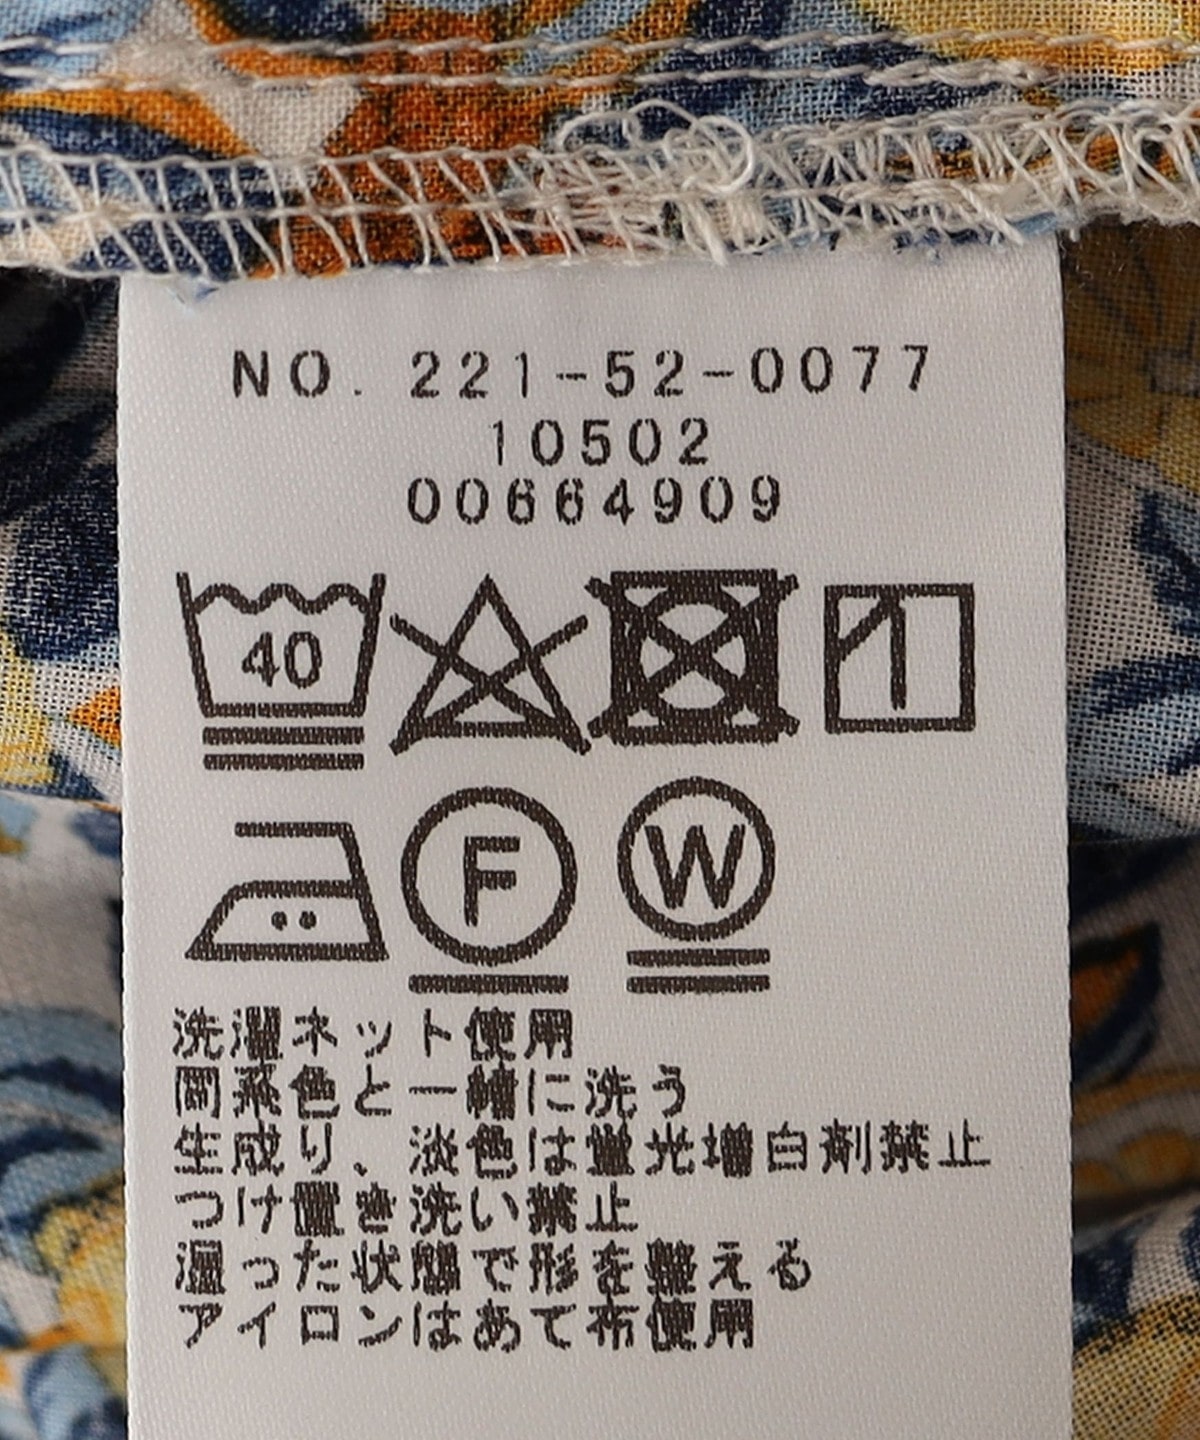 NO. 221-52-0077
10502
00664909
40
F W
洗濯ネット使用
同系色と一緒に洗う
生成り、淡色は蛍光増白剤禁止
つけ置き洗い禁止
湿った状態で形を整える
アイロンはあて布使用